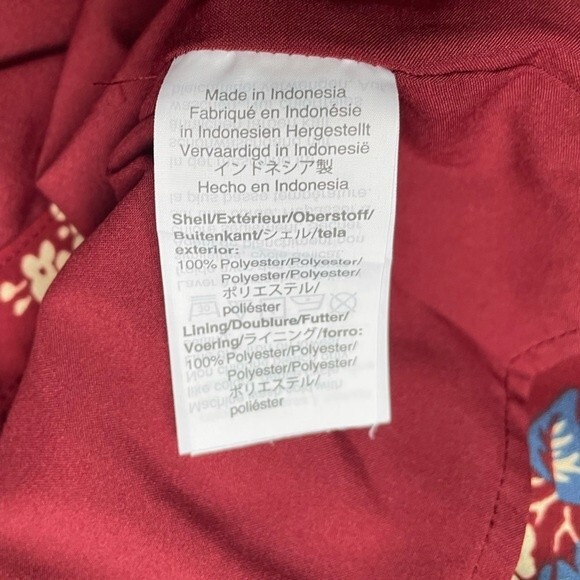 Made in Indonesia
Fabriqué en Indonésie
in Indonesien Hergestellt
Vervaardigd in Indonesië
インドネシア製
Hecho en Indonesia
Shell/Extérieur/Oberstoff/
Buitenkant/シェル/tela
exterior:
100% Polyester/Polyester/
Polyester/Polyester/
ポリエステル/
poliéster
Lining/Doublure/Futter/
Voering/ライニング/forro:
100% Polyester/Polyester/
Polyester/Polyester/
ポリエステル/
poliéster